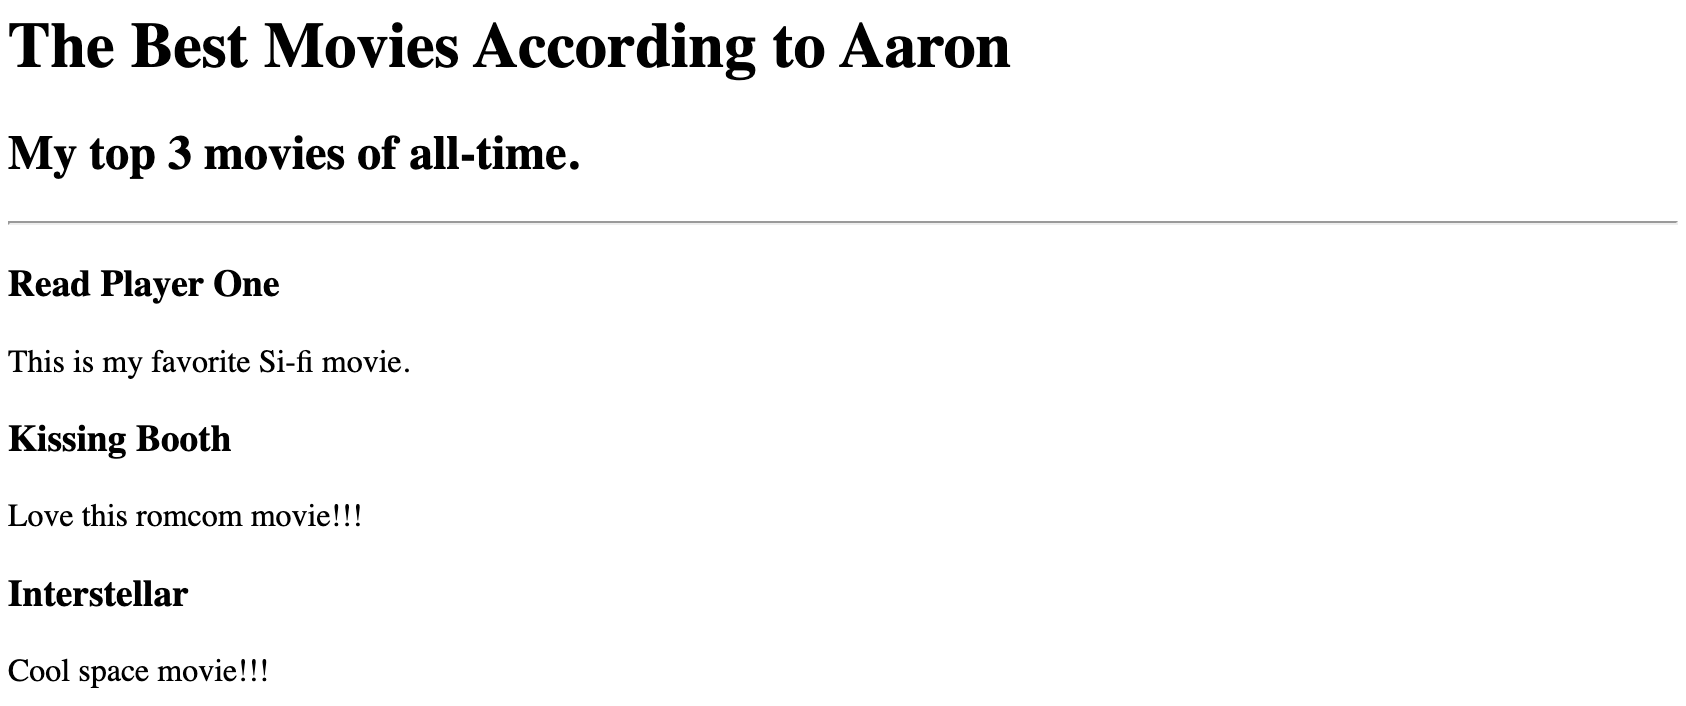 The Best Movies According to Aaron
My top 3 movies of all-time.
Read Player One
This is my favorite Si-fi movie.
Kissing Booth
Love this romcom movie!!!
Interstellar
Cool space movie!!!